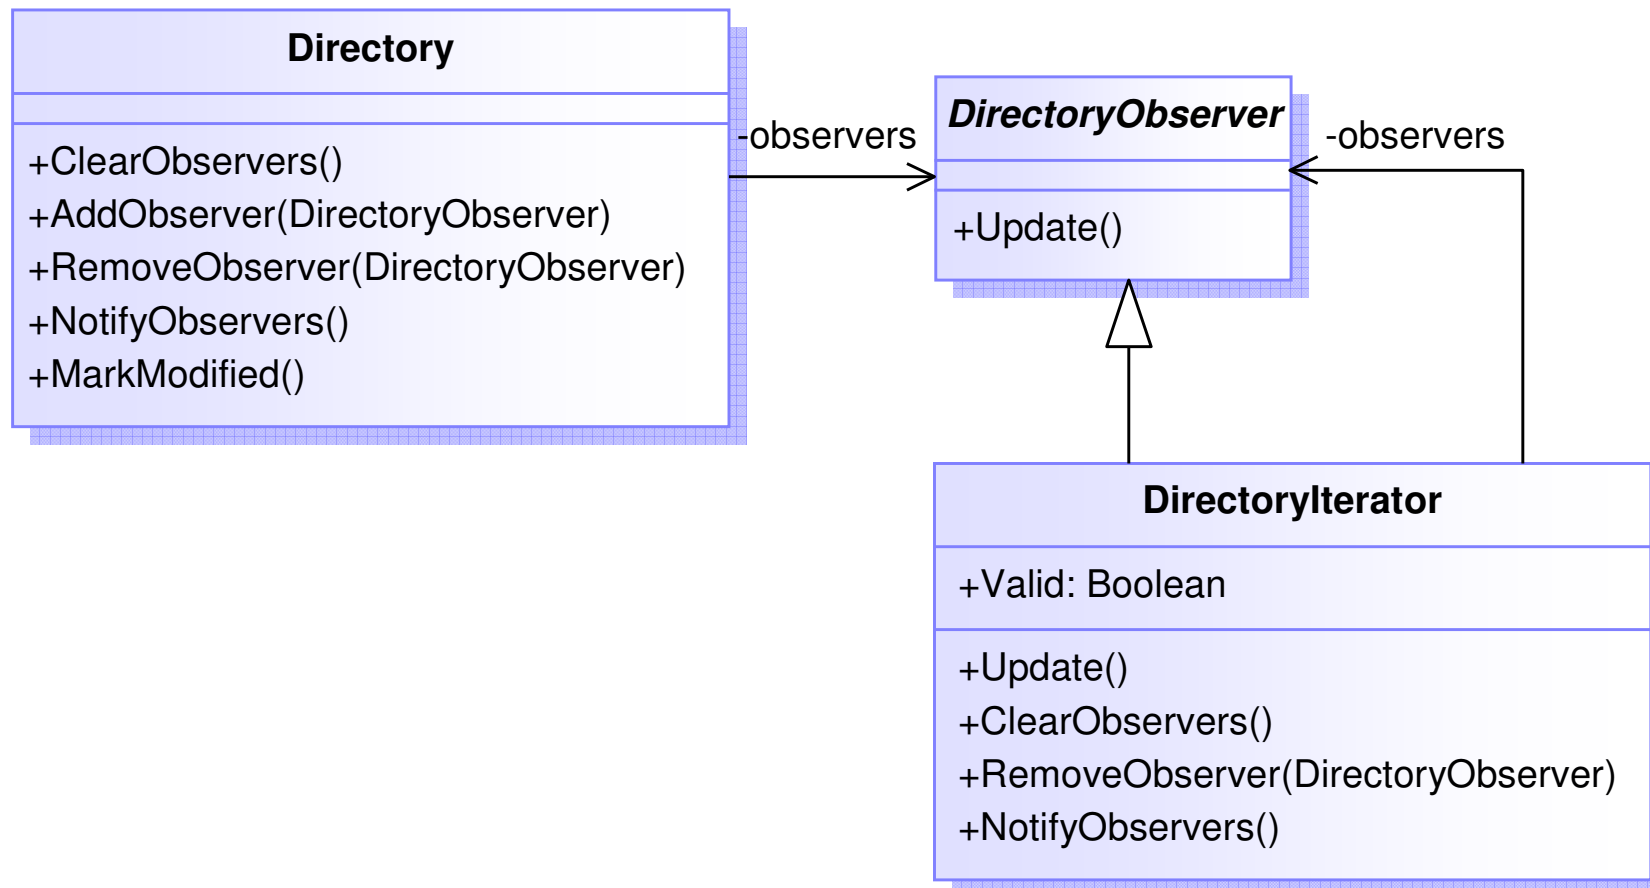 Directory
+ClearObservers()
+AddObserver(DirectoryObserver)
+RemoveObserver(DirectoryObserver)
+NotifyObservers()
+MarkModified()
-observers
DirectoryObserver
+Update()
-observers
DirectoryIterator
+Valid: Boolean
+Update()
+ClearObservers()
+RemoveObserver(DirectoryObserver)
+NotifyObservers()